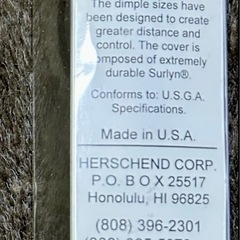 The dimple sizes have
been designed to create
greater distance and
control. The cover is
composed of extremely
durable Surlyn®.
Conforms to: U.S.G.A.
Specifications.
Made in U.S.A.
HERSCHEND CORP.
P.O. BOX 25517
Honolulu, HI 96825
(808) 396-2301